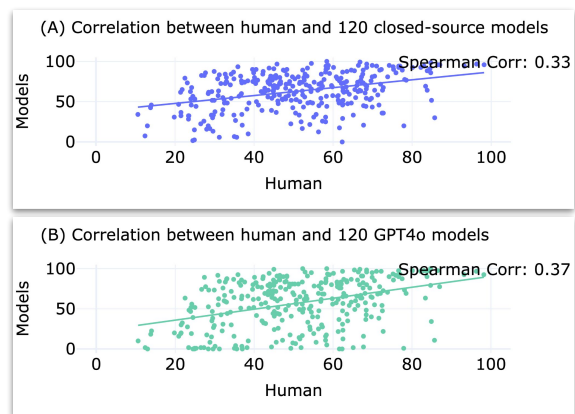 (A) Correlation between human and 120 closed-source models
Spearman Corr: 0.33
100
50
0
Models
0 20 40 60 80 100
Human
(B) Correlation between human and 120 GPT4o models
Spearman Corr: 0.37
100
50
0
Models
0 20 40 60 80 100
Human